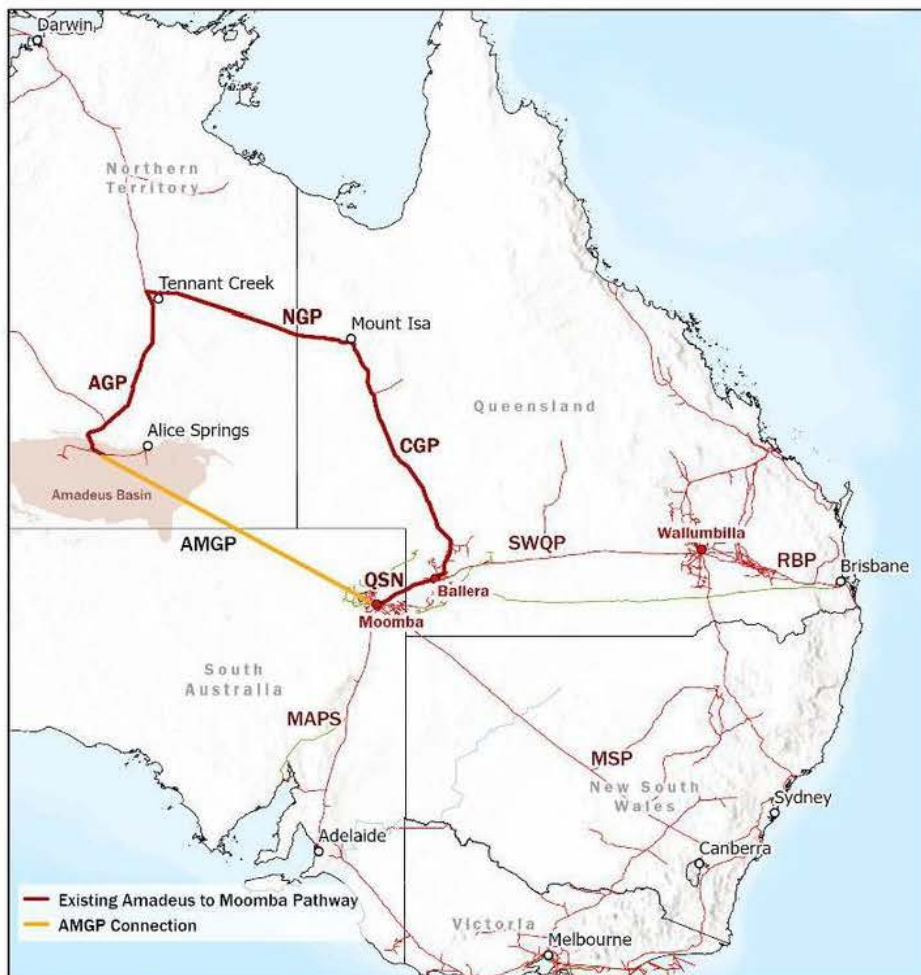 Darwin
Northern
Territory
Tennant Creek
NGP
Mount Isa
AGP
Queensland
Alice Springs
CGP
Amadeus Basin
AMGP
SWQP
Wallumbilla
RBP
QSN
Ballera
Brisbane
Moomba
South
Australia
MAPS
MSP
New South
Wales
Sydney
Adelaide
Canberra
Existing Amadeus to Moomba Pathway
AMGP Connection
Victoria
Melbourne